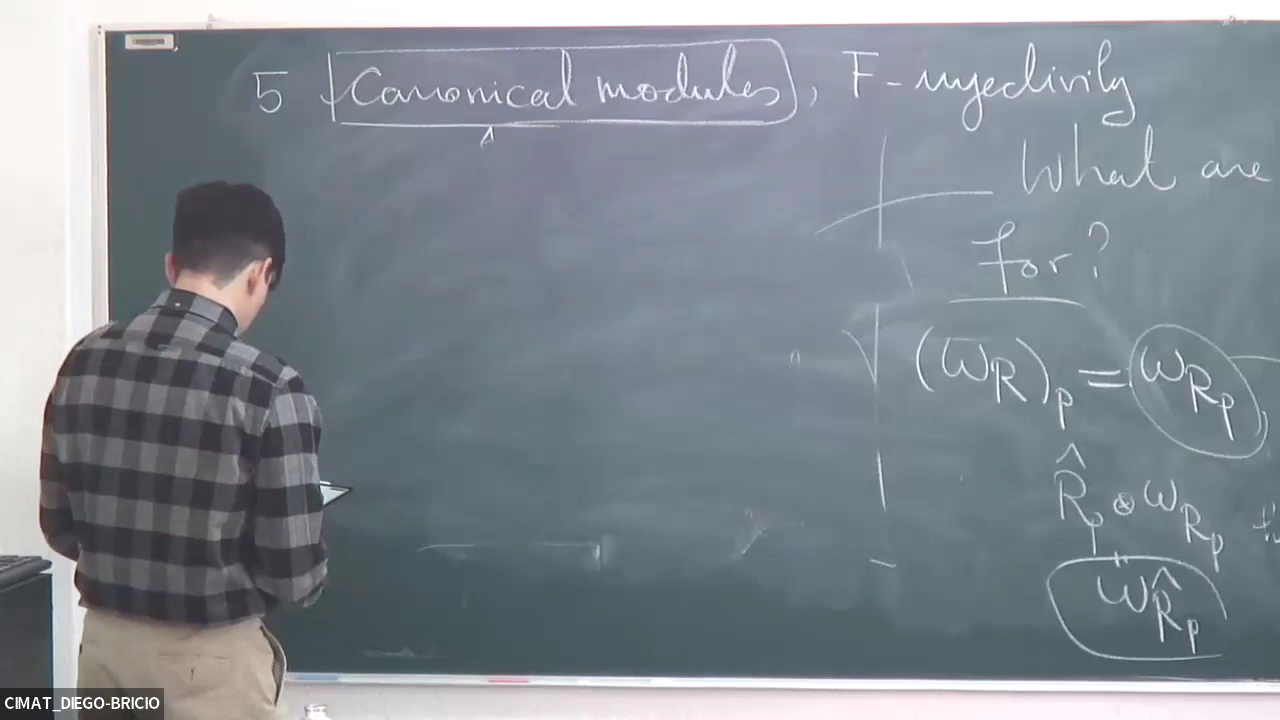 5 Canonical modules, F-injectivity
What are
for?
(ω_R)_p = ω_{R_p}
R̂_p ⊗ ω_{R_p}
"
ω_{R̂_p}
CIMAT_DIEGO-BRICIO